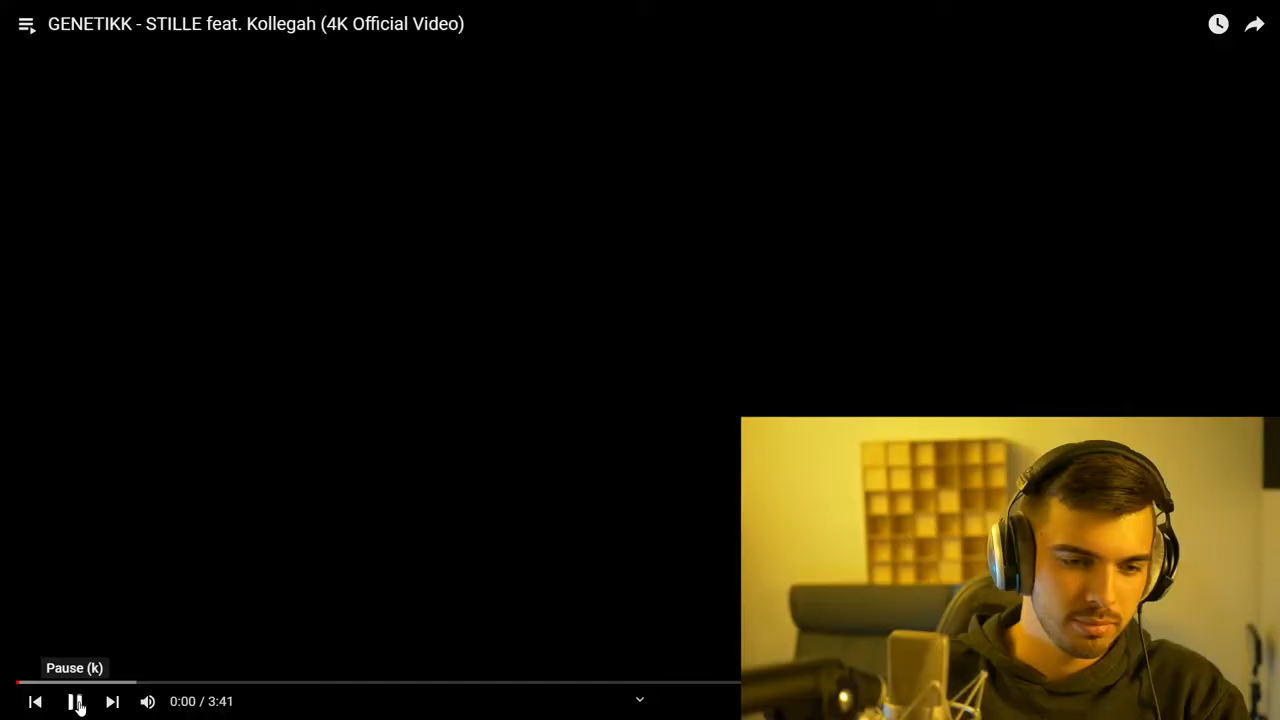 GENETIKK - STILLE feat. Kollegah (4K Official Video)
Pause (k)
0:00 / 3:41